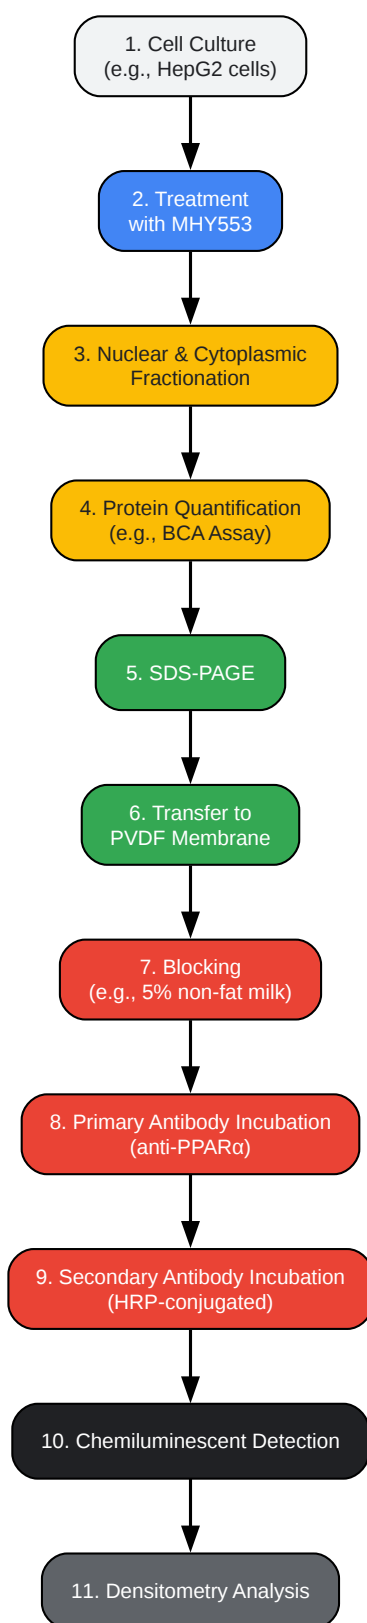 1. Cell Culture
(e.g., HepG2 cells)
2. Treatment
with MHY553
3. Nuclear & Cytoplasmic
Fractionation
4. Protein Quantification
(e.g., BCA Assay)
5. SDS-PAGE
6. Transfer to
PVDF Membrane
7. Blocking
(e.g., 5% non-fat milk)
8. Primary Antibody Incubation
(anti-PPARα)
9. Secondary Antibody Incubation
(HRP-conjugated)
10. Chemiluminescent Detection
11. Densitometry Analysis